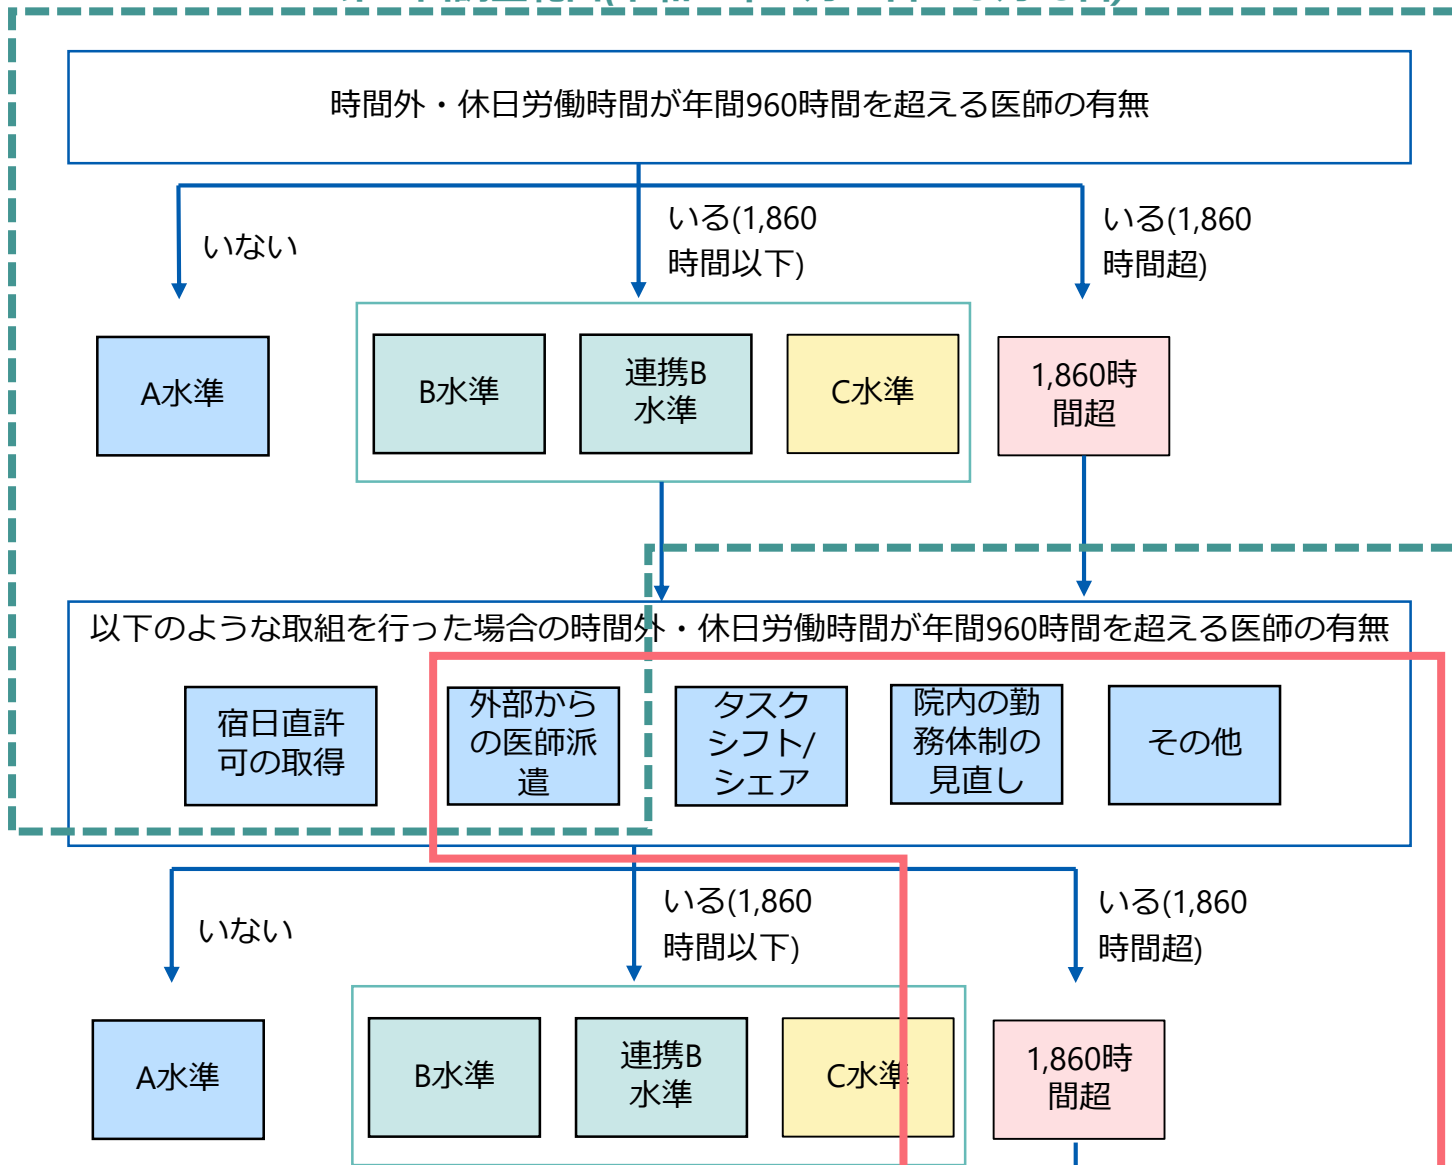 時間外・休日労働時間が年間960時間を超える医師の有無
いない
いる(1,860
時間以下)
いる(1,860
時間超)
A水準
B水準
連携B
水準
C水準
1,860時
間超
以下のような取組を行った場合の時間外・休日労働時間が年間960時間を超える医師の有無
宿日直許
可の取得
外部から
の医師派
遣
タスク
シフト/
シェア
院内の勤
務体制の
見直し
その他
いない
いる(1,860
時間以下)
いる(1,860
時間超)
A水準
B水準
連携B
水準
C水準
1,860時
間超